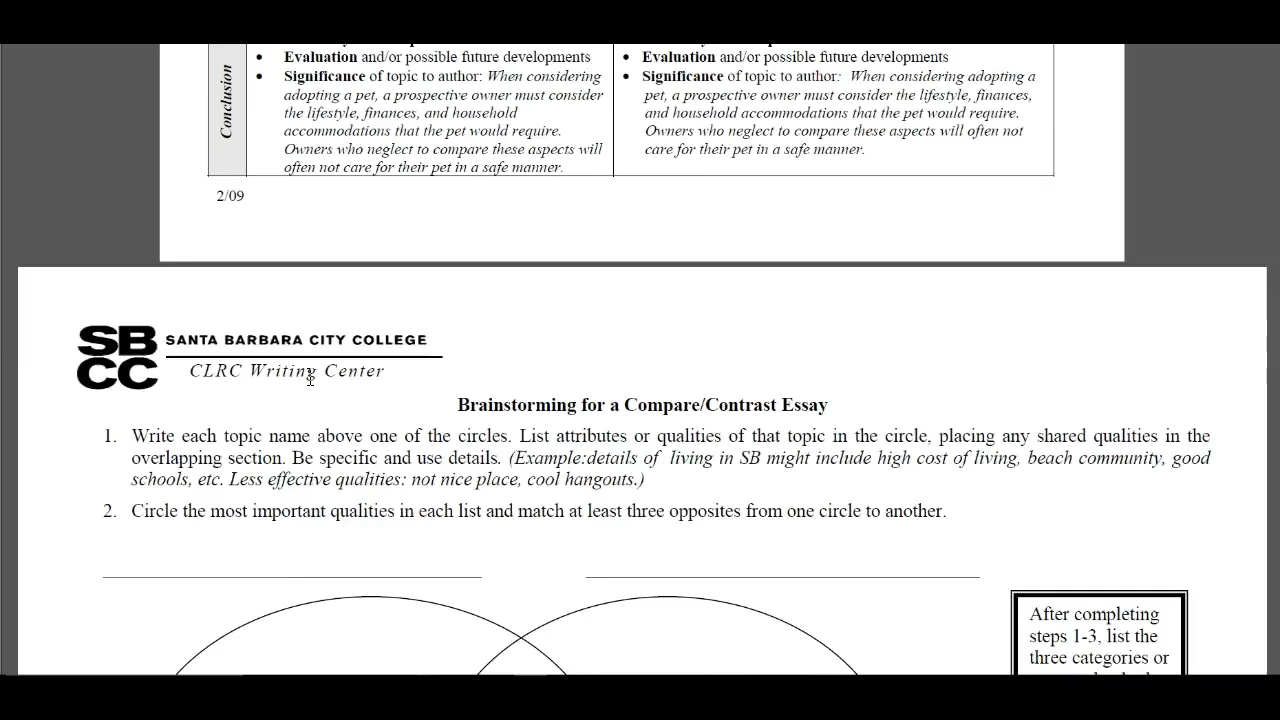 Evaluation and/or possible future developments
Significance of topic to author: When considering
adopting a pet, a prospective owner must consider
the lifestyle, finances, and household
accommodations that the pet would require.
Owners who neglect to compare these aspects will
often not care for their pet in a safe manner.
Evaluation and/or possible future developments
Significance of topic to author: When considering adopting a
pet, a prospective owner must consider the lifestyle, finances,
and household accommodations that the pet would require.
Owners who neglect to compare these aspects will often not
care for their pet in a safe manner.
Conclusion
2/09
SB
CC
SANTA BARBARA CITY COLLEGE
CLRC Writing Center
Brainstorming for a Compare/Contrast Essay
1. Write each topic name above one of the circles. List attributes or qualities of that topic in the circle, placing any shared qualities in the
overlapping section. Be specific and use details. (Example:details of living in SB might include high cost of living, beach community, good
schools, etc. Less effective qualities: not nice place, cool hangouts.)
2. Circle the most important qualities in each list and match at least three opposites from one circle to another.
After completing
steps 1-3, list the
three categories or